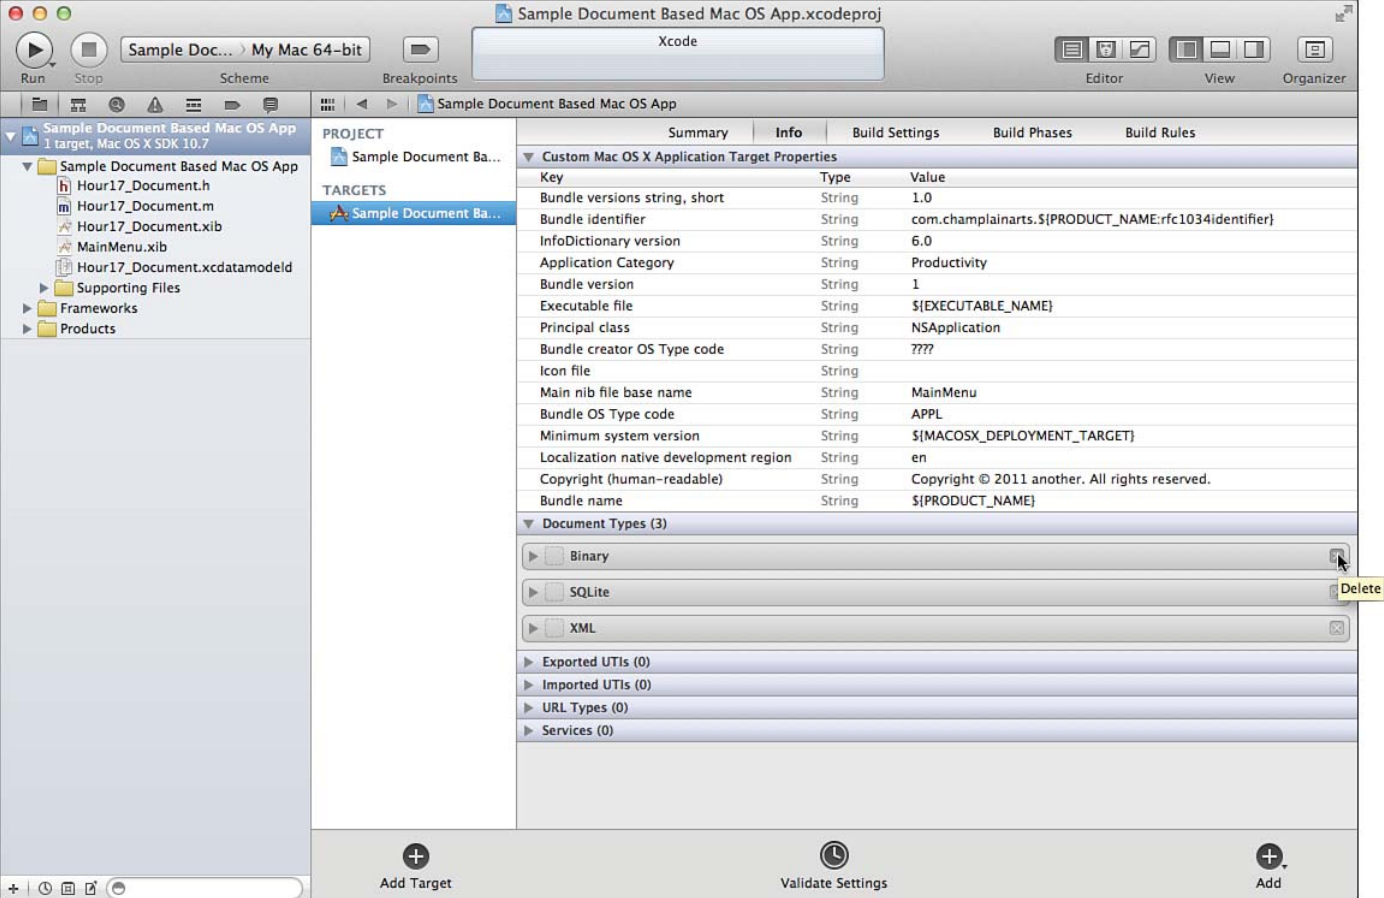 Sample Document Based Mac OS App.xcodeproj
Sample Doc... My Mac 64-bit
Xcode
Run Stop Scheme Breakpoints Editor View Organizer
Sample Document Based Mac OS App
Sample Document Based Mac OS App
1 target, Mac OS X SDK 10.7
Sample Document Based Mac OS App
Hour17_Document.h
Hour17_Document.m
Hour17_Document.xib
MainMenu.xib
Hour17_Document.xcdatamodeld
Supporting Files
Frameworks
Products
PROJECT
Sample Document Ba...
TARGETS
Sample Document Ba...
Summary Info Build Settings Build Phases Build Rules
Custom Mac OS X Application Target Properties
Key Type Value
Bundle versions string, short String 1.0
Bundle identifier String com.champlainarts.${PRODUCT_NAME:rfc1034identifier}
InfoDictionary version String 6.0
Application Category String Productivity
Bundle version String 1
Executable file String ${EXECUTABLE_NAME}
Principal class String NSApplication
Bundle creator OS Type code String ????
Icon file String
Main nib file base name String MainMenu
Bundle OS Type code String APPL
Minimum system version String ${MACOSX_DEPLOYMENT_TARGET}
Localization native development region String en
Copyright (human-readable) String Copyright © 2011 another. All rights reserved.
Bundle name String ${PRODUCT_NAME}
Document Types (3)
Binary
Delete
SQLite
XML
Exported UTIs (0)
Imported UTIs (0)
URL Types (0)
Services (0)
Add Target Validate Settings Add